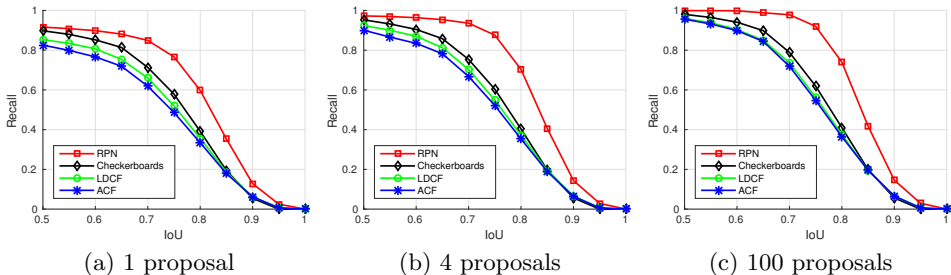 1
0.8
0.6
0.4
0.2
0
Recall
RPN
Checkerboards
LDCF
ACF
0.5 0.6 0.7 0.8 0.9 1
IoU
(a) 1 proposal
1
0.8
0.6
0.4
0.2
0
Recall
RPN
Checkerboards
LDCF
ACF
0.5 0.6 0.7 0.8 0.9 1
IoU
(b) 4 proposals
1
0.8
0.6
0.4
0.2
0
Recall
RPN
Checkerboards
LDCF
ACF
0.5 0.6 0.7 0.8 0.9 1
IoU
(c) 100 proposals